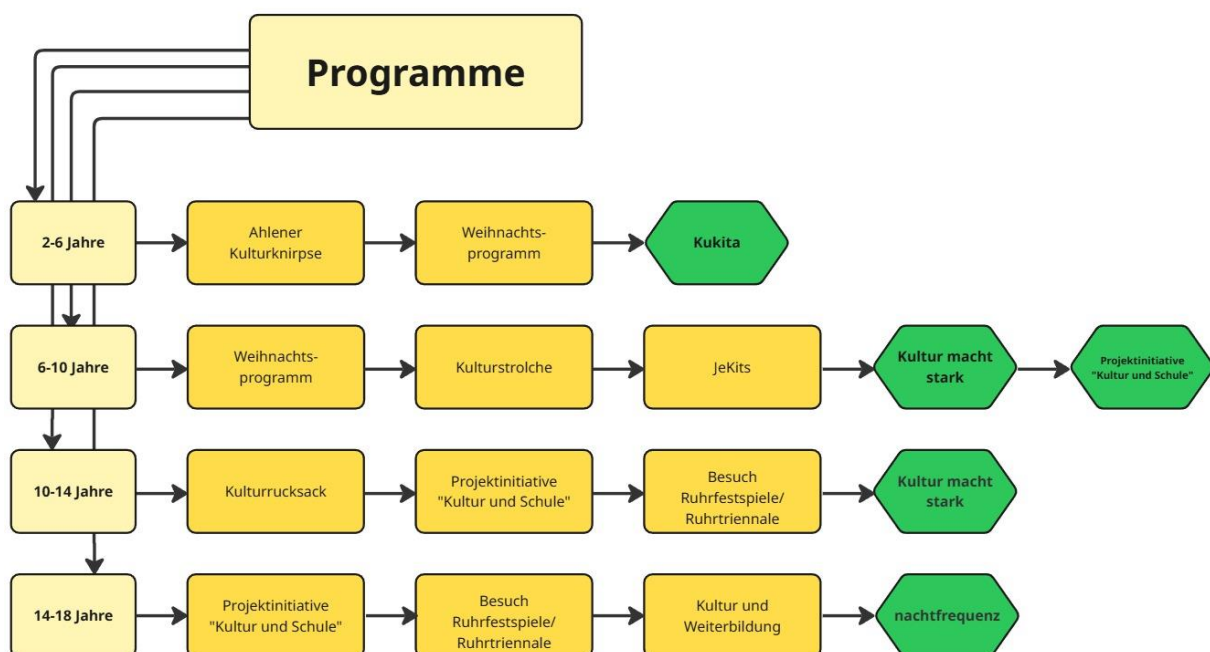 Programme
2-6 Jahre
Ahlener
Kulturknirpse
Weihnachts-
programm
Kukita
6-10 Jahre
Weihnachts-
programm
Kulturstrolche
JeKits
Kultur macht
stark
Projektinitiative
"Kultur und Schule"
10-14 Jahre
Kulturrucksack
Projektinitiative
"Kultur und Schule"
Besuch
Ruhrfestspiele/
Ruhrtriennale
Kultur macht
stark
14-18 Jahre
Projektinitiative
"Kultur und Schule"
Besuch
Ruhrfestspiele/
Ruhrtriennale
Kultur und
Weiterbildung
nachtfrequenz